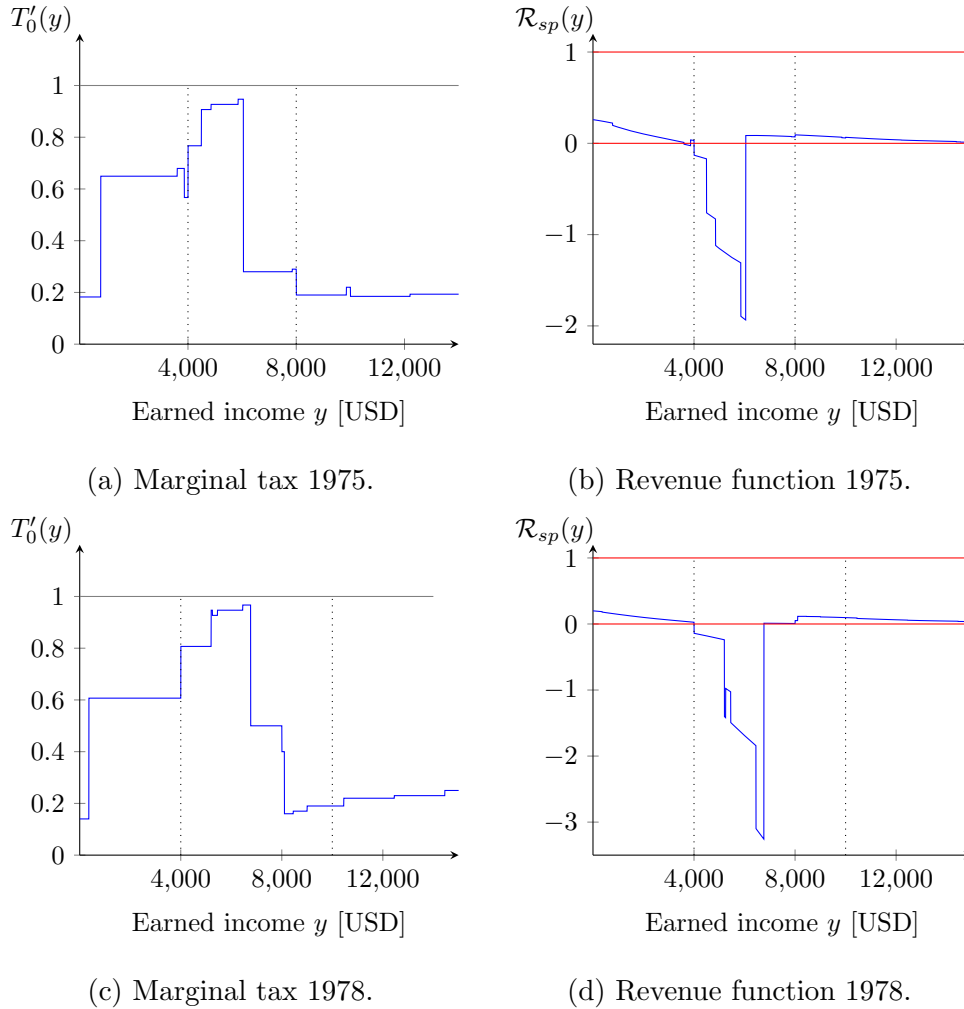 T′₀(y)
1
0.8
0.6
0.4
0.2
0
4,000 8,000 12,000
Earned income y [USD]
(a) Marginal tax 1975.
ℛsp(y)
1
0
−1
−2
4,000 8,000 12,000
Earned income y [USD]
(b) Revenue function 1975.
T′₀(y)
1
0.8
0.6
0.4
0.2
0
4,000 8,000 12,000
Earned income y [USD]
(c) Marginal tax 1978.
ℛsp(y)
1
0
−1
−2
−3
4,000 8,000 12,000
Earned income y [USD]
(d) Revenue function 1978.